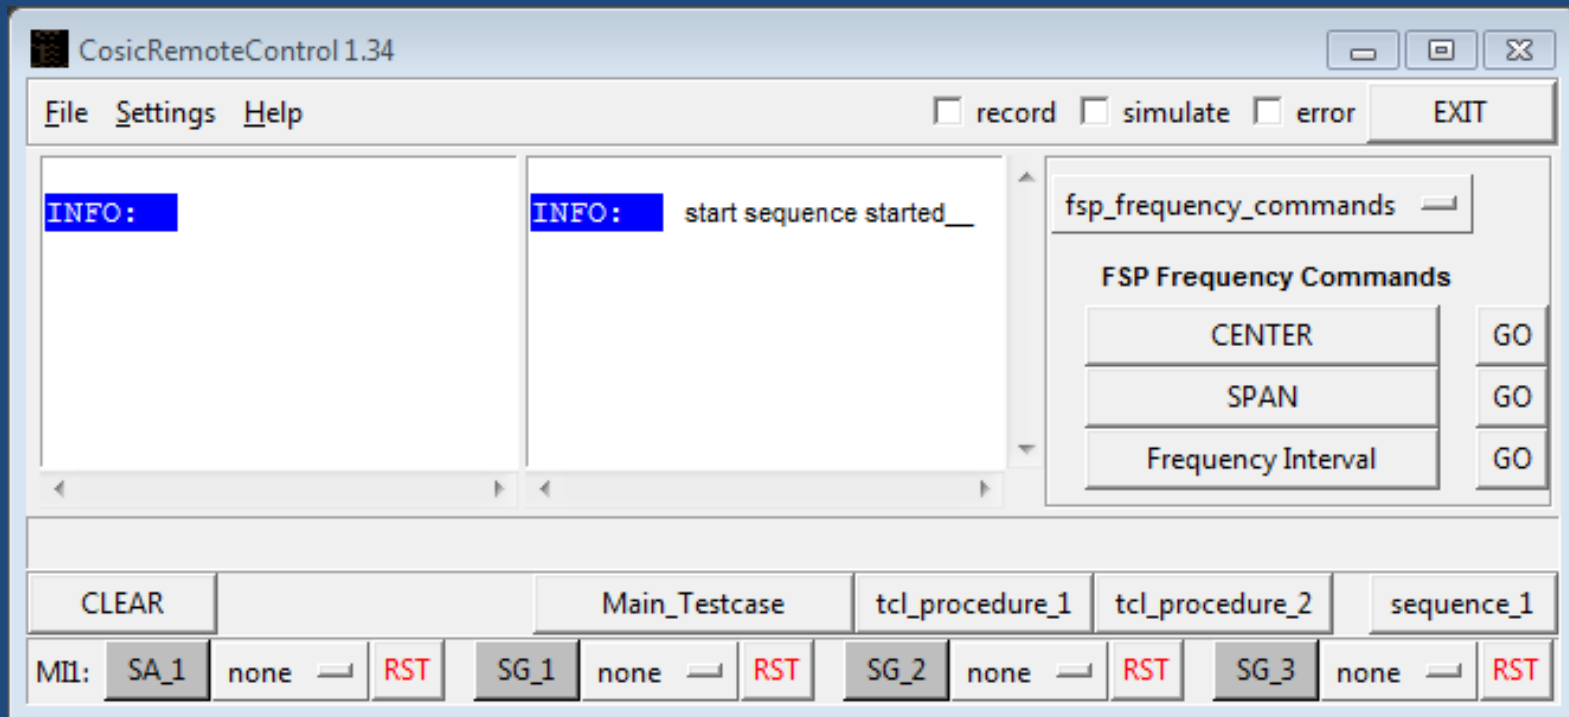 CosicRemoteControl 1.34
File Settings Help record simulate error EXIT
INFO: INFO: start sequence started__ fsp_frequency_commands
FSP Frequency Commands
CENTER GO
SPAN GO
Frequency Interval GO
CLEAR Main_Testcase tcl_procedure_1 tcl_procedure_2 sequence_1
MI1: SA_1 none RST SG_1 none RST SG_2 none RST SG_3 none RST